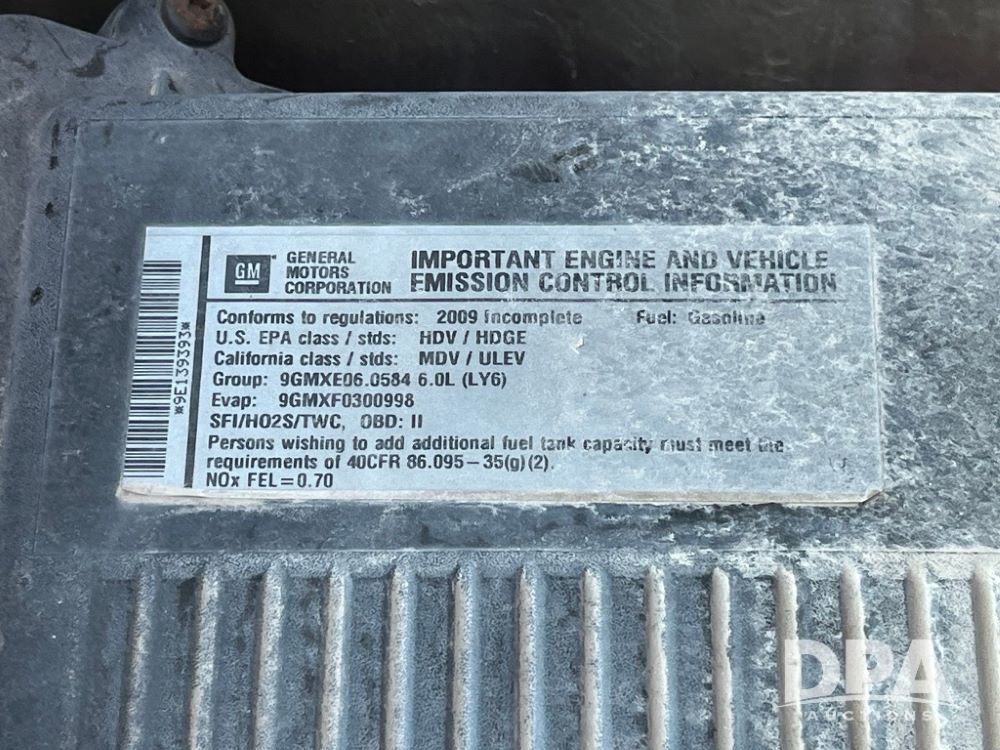 GM
GENERAL
MOTORS
CORPORATION
IMPORTANT ENGINE AND VEHICLE
EMISSION CONTROL INFORMATION
*9E139393*
Conforms to regulations: 2009 Incomplete Fuel: Gasoline
U.S. EPA class / stds: HDV / HDGE
California class / stds: MDV / ULEV
Group: 9GMXE06.0584 6.0L (LY6)
Evap: 9GMXF0300998
SFI/HO2S/TWC, OBD: II
Persons wishing to add additional fuel tank capacity must meet the
requirements of 40CFR 86.095-35(g)(2).
NOx FEL=0.70
DPA
AUCTIONS